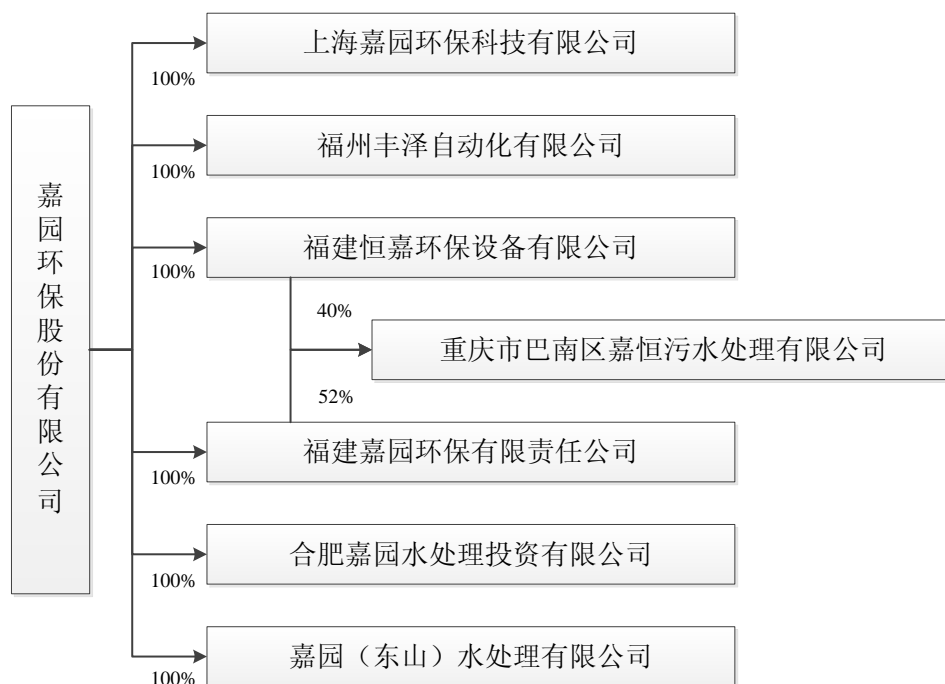 上海嘉园环保科技有限公司
100%
福州丰泽自动化有限公司
100%
嘉园环保股份有限公司
福建恒嘉环保设备有限公司
100%
40%
重庆市巴南区嘉恒污水处理有限公司
52%
福建嘉园环保有限责任公司
100%
合肥嘉园水处理投资有限公司
100%
嘉园（东山）水处理有限公司
100%